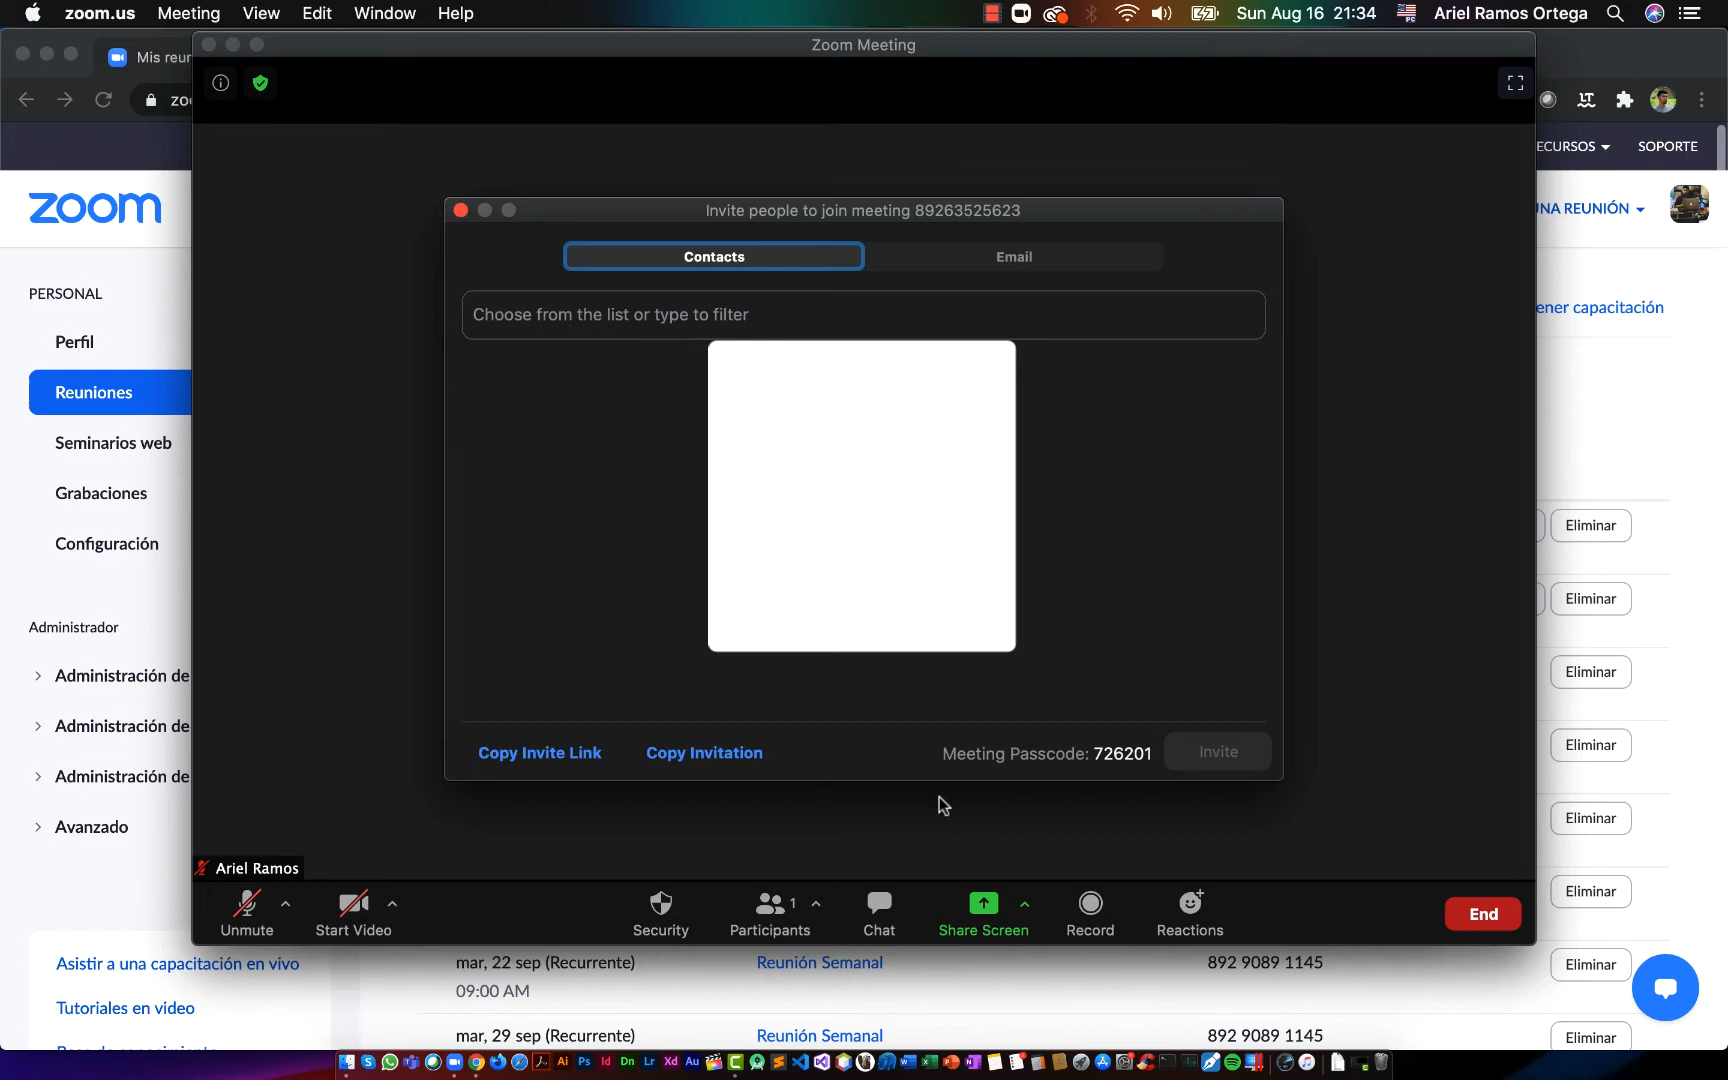 zoom.us Meeting View Edit Window Help
Sun Aug 16 21:34 Ariel Ramos Ortega
Mis reun
Zoom Meeting
ECURSOS SOPORTE
zoom
NA REUNIÓN
Invite people to join meeting 89263525623
Contacts Email
Choose from the list or type to filter
PERSONAL
Perfil
Reuniones
Seminarios web
Grabaciones
Configuración
Administrador
Administración de
Administración de
Administración de
Avanzado
ener capacitación
Eliminar
Eliminar
Eliminar
Eliminar
Eliminar
Eliminar
Copy Invite Link Copy Invitation Meeting Passcode: 726201 Invite
Ariel Ramos
Unmute Start Video Security Participants 1 Chat Share Screen Record Reactions End
Asistir a una capacitación en vivo
Tutoriales en video
mar, 22 sep (Recurrente) Reunión Semanal 892 9089 1145 Eliminar
09:00 AM
mar, 29 sep (Recurrente) Reunión Semanal 892 9089 1145 Eliminar